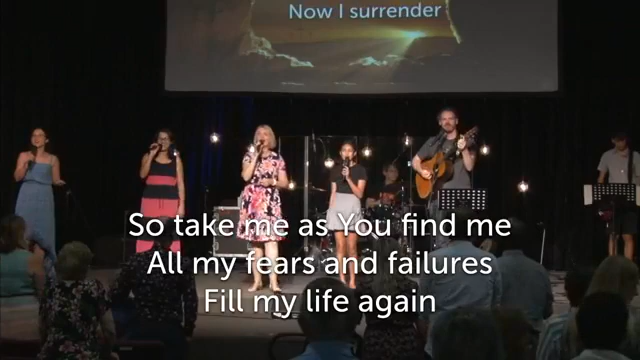 Now I surrender
So take me as You find me
All my fears and failures
Fill my life again